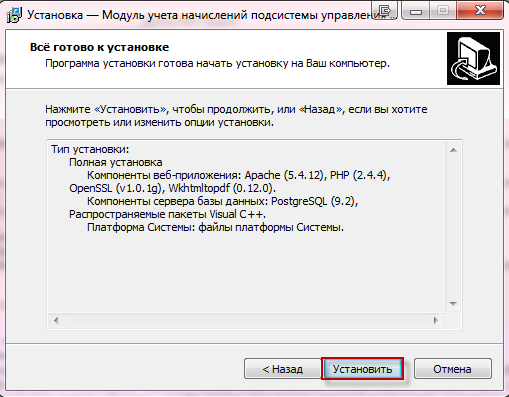 Установка — Модуль учета начислений подсистемы управления ...
Всё готово к установке
Программа установки готова начать установку на Ваш компьютер.
Нажмите «Установить», чтобы продолжить, или «Назад», если вы хотите
просмотреть или изменить опции установки.
Тип установки:
Полная установка
Компоненты веб-приложения: Apache (5.4.12), PHP (2.4.4),
OpenSSL (v1.0.1g), Wkhtmltopdf (0.12.0).
Компоненты сервера базы данных: PostgreSQL (9.2),
Распространяемые пакеты Visual C++.
Платформа Системы: файлы платформы Системы.
< Назад
Установить
Отмена